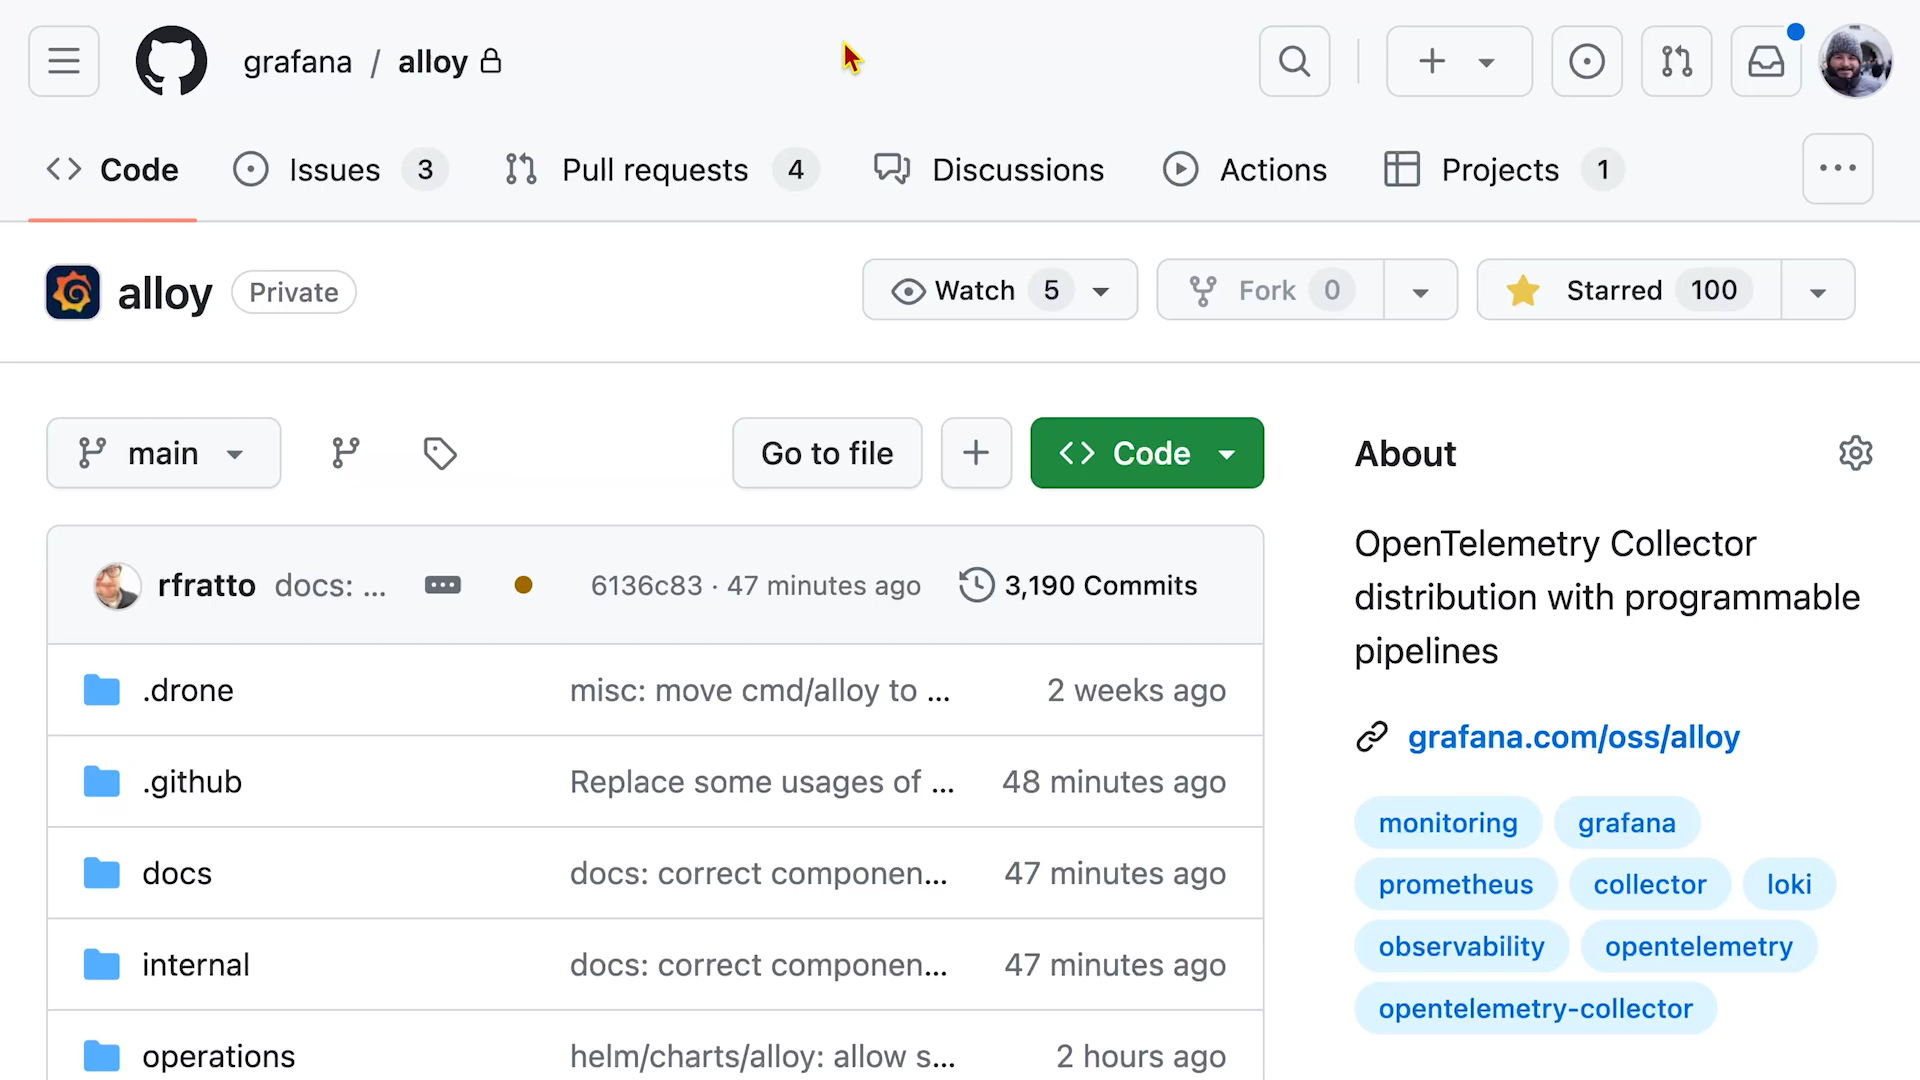 grafana / alloy
Code Issues 3 Pull requests 4 Discussions Actions Projects 1
alloy Private Watch 5 Fork 0 Starred 100
main Go to file Code
rfratto docs: ... 6136c83 · 47 minutes ago 3,190 Commits
.drone misc: move cmd/alloy to ... 2 weeks ago
.github Replace some usages of ... 48 minutes ago
docs docs: correct componen... 47 minutes ago
internal docs: correct componen... 47 minutes ago
operations helm/charts/alloy: allow s... 2 hours ago
About
OpenTelemetry Collector
distribution with programmable
pipelines
grafana.com/oss/alloy
monitoring grafana
prometheus collector loki
observability opentelemetry
opentelemetry-collector